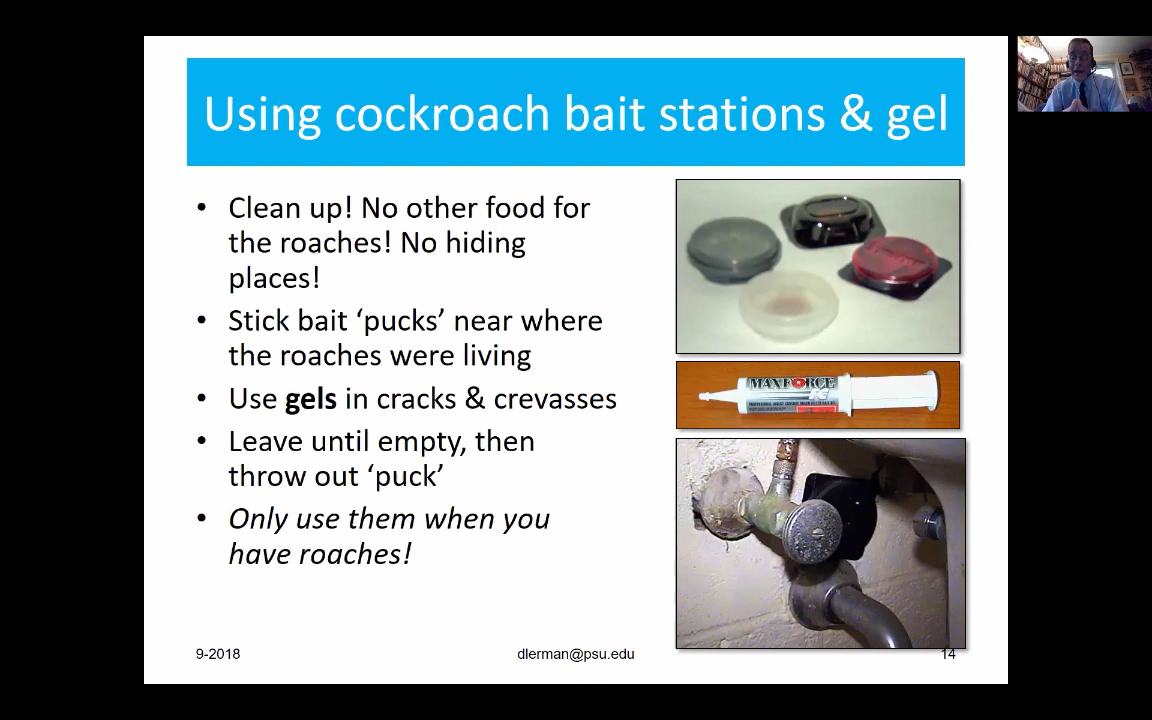 Using cockroach bait stations & gel
• Clean up! No other food for
the roaches! No hiding
places!
• Stick bait ‘pucks’ near where
the roaches were living
• Use gels in cracks & crevasses
• Leave until empty, then
throw out ‘puck’
• Only use them when you
have roaches!
MAXFORCE
9-2018
dlerman@psu.edu
14